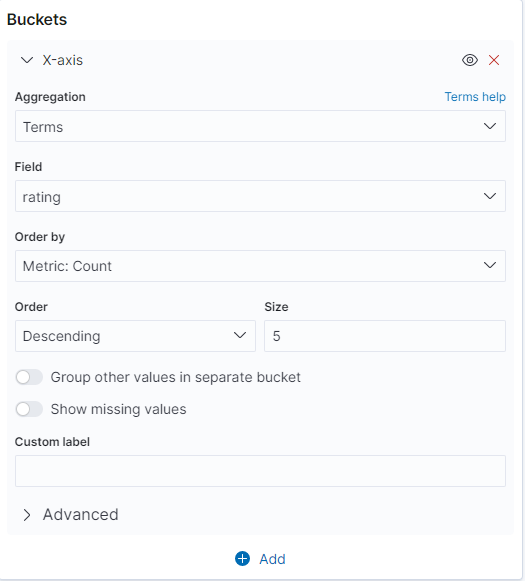 Buckets
X-axis
Aggregation Terms help
Terms
Field
rating
Order by
Metric: Count
Order Size
Descending 5
Group other values in separate bucket
Show missing values
Custom label
Advanced
Add